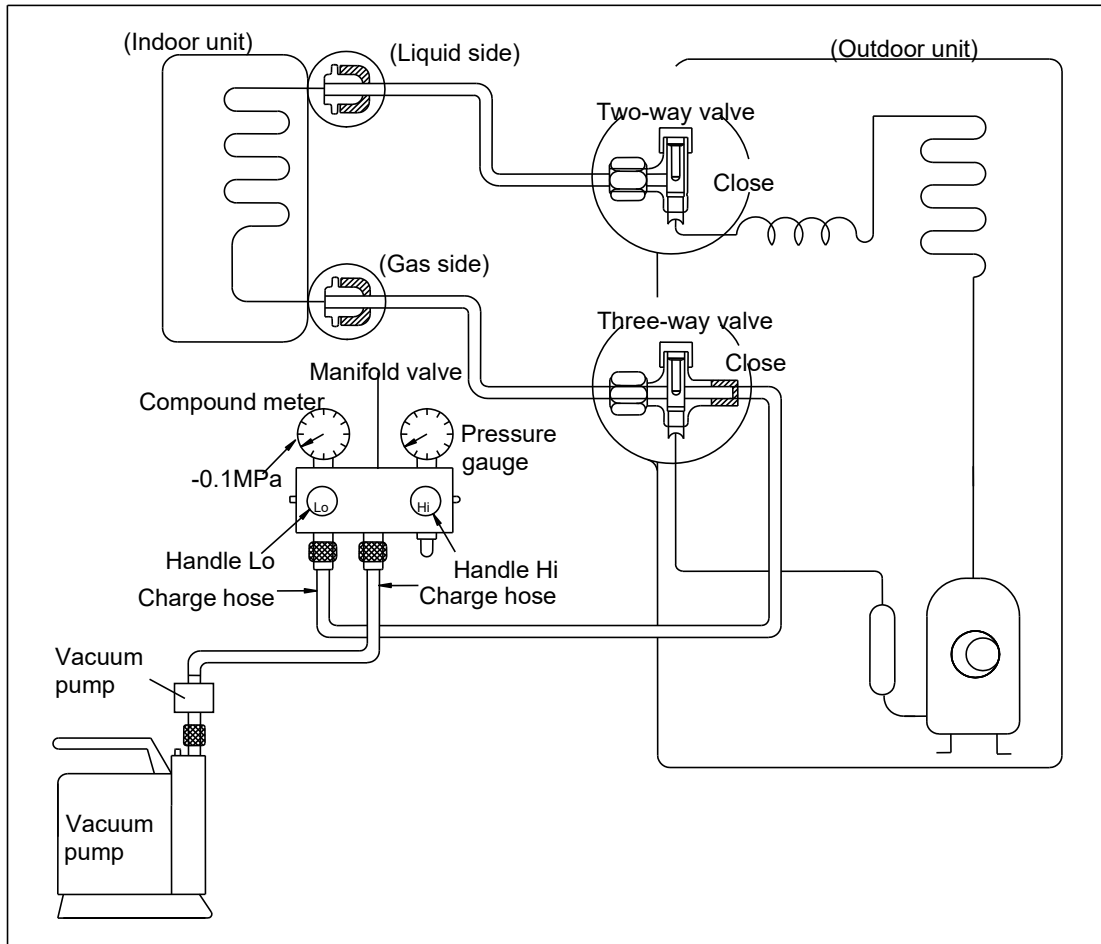 (Indoor unit)
(Liquid side)
(Outdoor unit)
Two-way valve
Close
(Gas side)
Three-way valve
Close
Manifold valve
Compound meter
Pressure
gauge
-0.1MPa
Lo
Hi
Handle Lo
Handle Hi
Charge hose
Charge hose
Vacuum
pump
Vacuum
pump